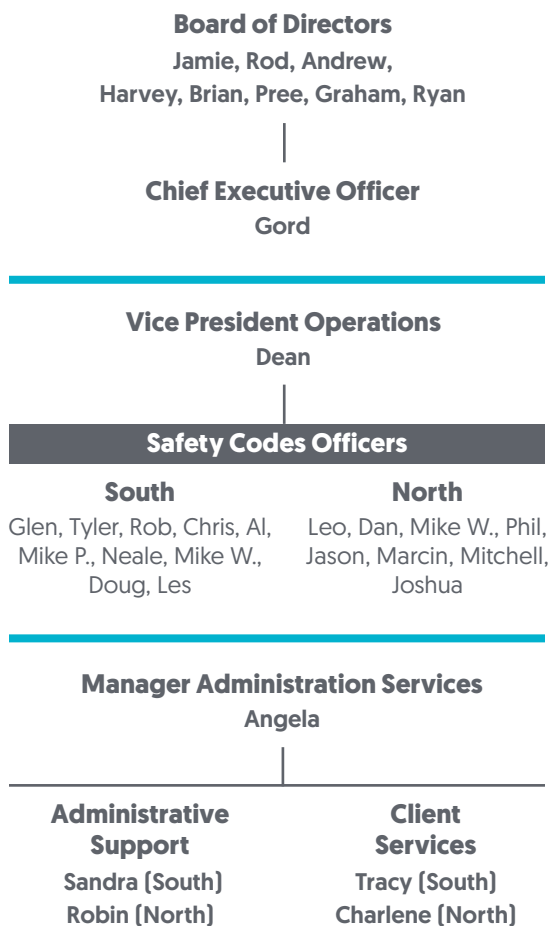 Board of Directors
Jamie, Rod, Andrew,
Harvey, Brian, Pree, Graham, Ryan
Chief Executive Officer
Gord
Vice President Operations
Dean
Safety Codes Officers
South
Glen, Tyler, Rob, Chris, Al,
Mike P., Neale, Mike W.,
Doug, Les
North
Leo, Dan, Mike W., Phil,
Jason, Marcin, Mitchell,
Joshua
Manager Administration Services
Angela
Administrative
Support
Sandra (South)
Robin (North)
Client
Services
Tracy (South)
Charlene (North)